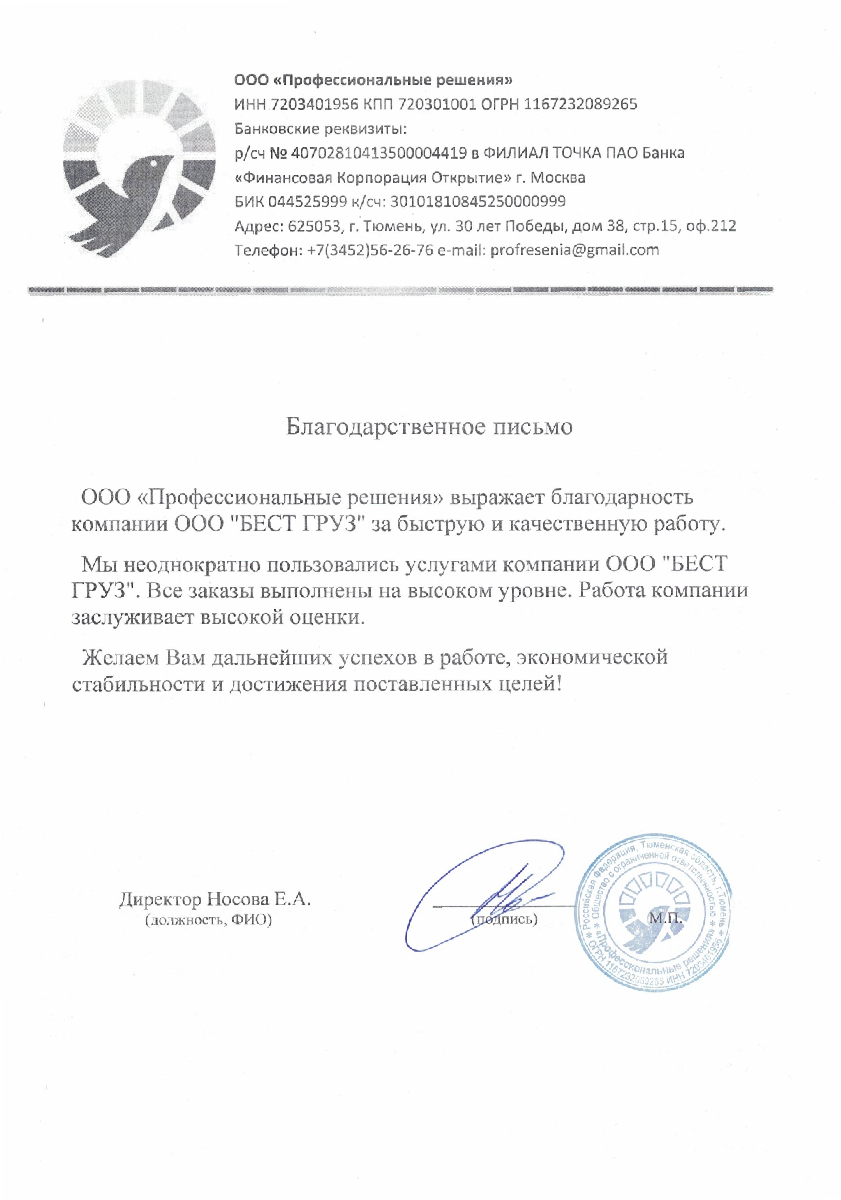 ООО «Профессиональные решения»
ИНН 7203401956 КПП 720301001 ОГРН 1167232089265
Банковские реквизиты:
р/сч № 40702810413500004419 в ФИЛИАЛ ТОЧКА ПАО Банка
«Финансовая Корпорация Открытие» г. Москва
БИК 044525999 к/сч: 30101810845250000999
Адрес: 625053, г. Тюмень, ул. 30 лет Победы, дом 38, стр.15, оф.212
Телефон: +7(3452)56-26-76 e-mail: profresenia@gmail.com
Благодарственное письмо
ООО «Профессиональные решения» выражает благодарность
компании ООО "БЕСТ ГРУЗ" за быструю и качественную работу.
Мы неоднократно пользовались услугами компании ООО "БЕСТ
ГРУЗ". Все заказы выполнены на высоком уровне. Работа компании
заслуживает высокой оценки.
Желаем Вам дальнейших успехов в работе, экономической
стабильности и достижения поставленных целей!
Директор Носова Е.А.
(должность, ФИО)
(подпись)
М.П.
Российская Федерация, Тюменская область, г.Тюмень
Общество с ограниченной ответственностью
«Профессиональные решения»
ОГРН 1167232089265 ИНН 7203401956